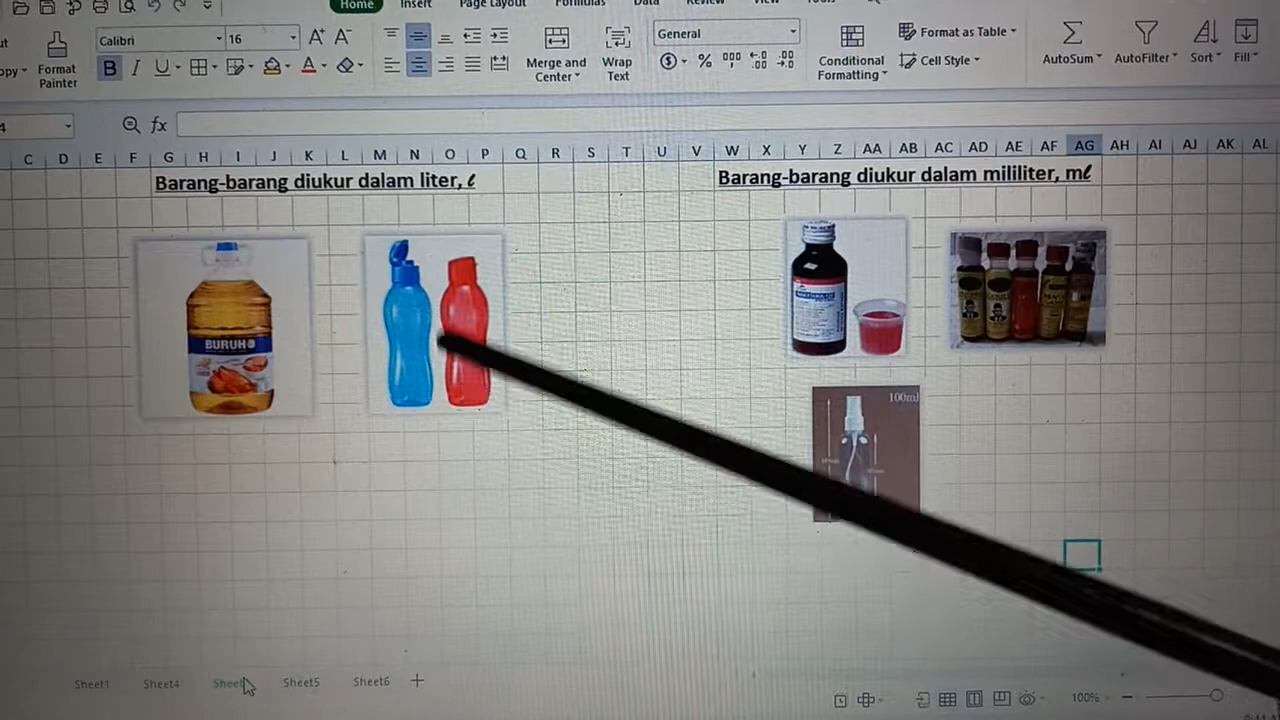 Home Insert Page Layout Formulas Data Review View Tools
Calibri 16 A+ A- General Format as Table
Format Painter B I U A Merge and Center Wrap Text $ % 000 Conditional Formatting Cell Style AutoSum AutoFilter Sort Fill
4 fx
C D E F G H I J K L M N O P Q R S T U V W X Y Z AA AB AC AD AE AF AG AH AI AJ AK AL
Barang-barang diukur dalam liter, ℓ
Barang-barang diukur dalam mililiter, mℓ
BURUH
100ml
Sheet1 Sheet4 Sheet5 Sheet6 +
100%